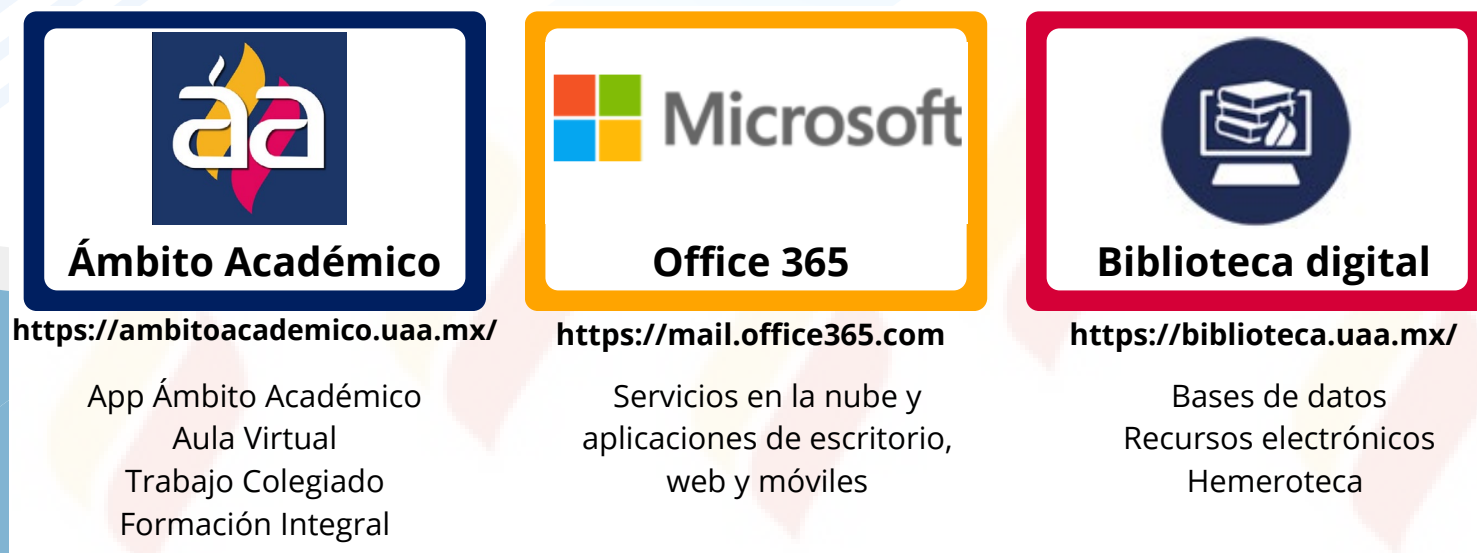 áa
Ámbito Académico
https://ambitoacademico.uaa.mx/
App Ámbito Académico
Aula Virtual
Trabajo Colegiado
Formación Integral
Microsoft
Office 365
https://mail.office365.com
Servicios en la nube y
aplicaciones de escritorio,
web y móviles
Biblioteca digital
https://biblioteca.uaa.mx/
Bases de datos
Recursos electrónicos
Hemeroteca